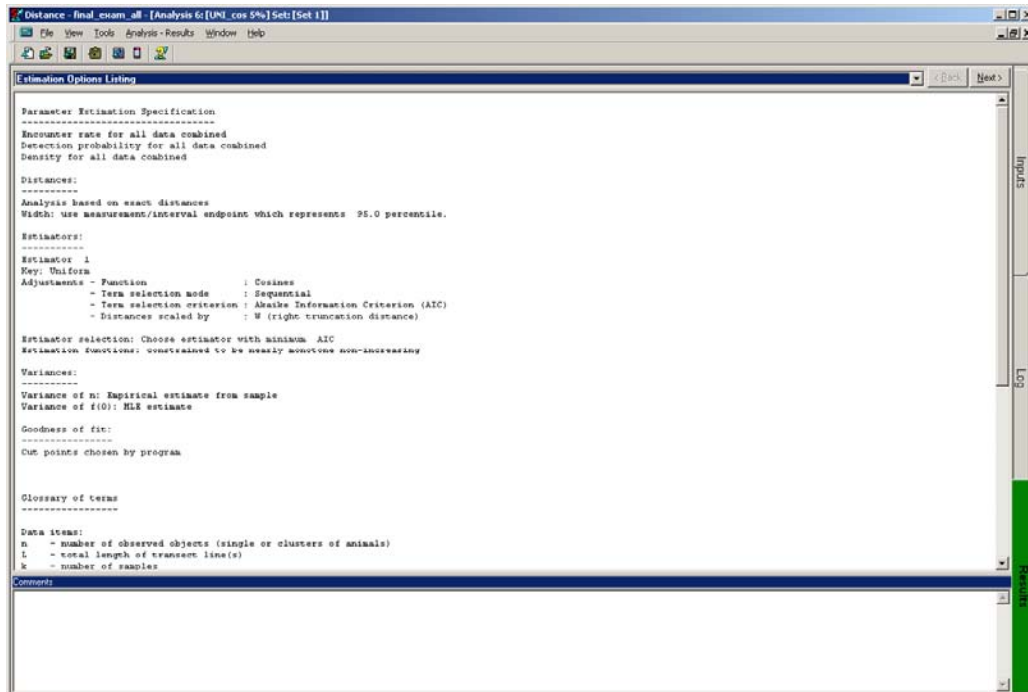 Distance - final_exam_all - [Analysis 6: [UNI_cos 5%] Set: [Set 1]]
File View Tools Analysis - Results Window Help
Estimation Options Listing
< Back Next >
Parameter Estimation Specification
----------------------------------
Encounter rate for all data combined
Detection probability for all data combined
Density for all data combined
Distances:
----------
Analysis based on exact distances
Width: use measurement/interval endpoint which represents 95.0 percentile.
Estimators:
-----------
Estimator 1
Key: Uniform
Adjustments - Function : Cosines
- Term selection mode : Sequential
- Term selection criterion : Akaike Information Criterion (AIC)
- Distances scaled by : W (right truncation distance)
Estimator selection: Choose estimator with minimum AIC
Estimation functions: constrained to be nearly monotone non-increasing
Variances:
----------
Variance of n: Empirical estimate from sample
Variance of f(0): MLE estimate
Goodness of fit:
----------------
Cut points chosen by program
Glossary of terms
-----------------
Data items:
n - number of observed objects (single or clusters of animals)
L - total length of transect line(s)
k - number of samples
Comments
Inputs
Log
Results